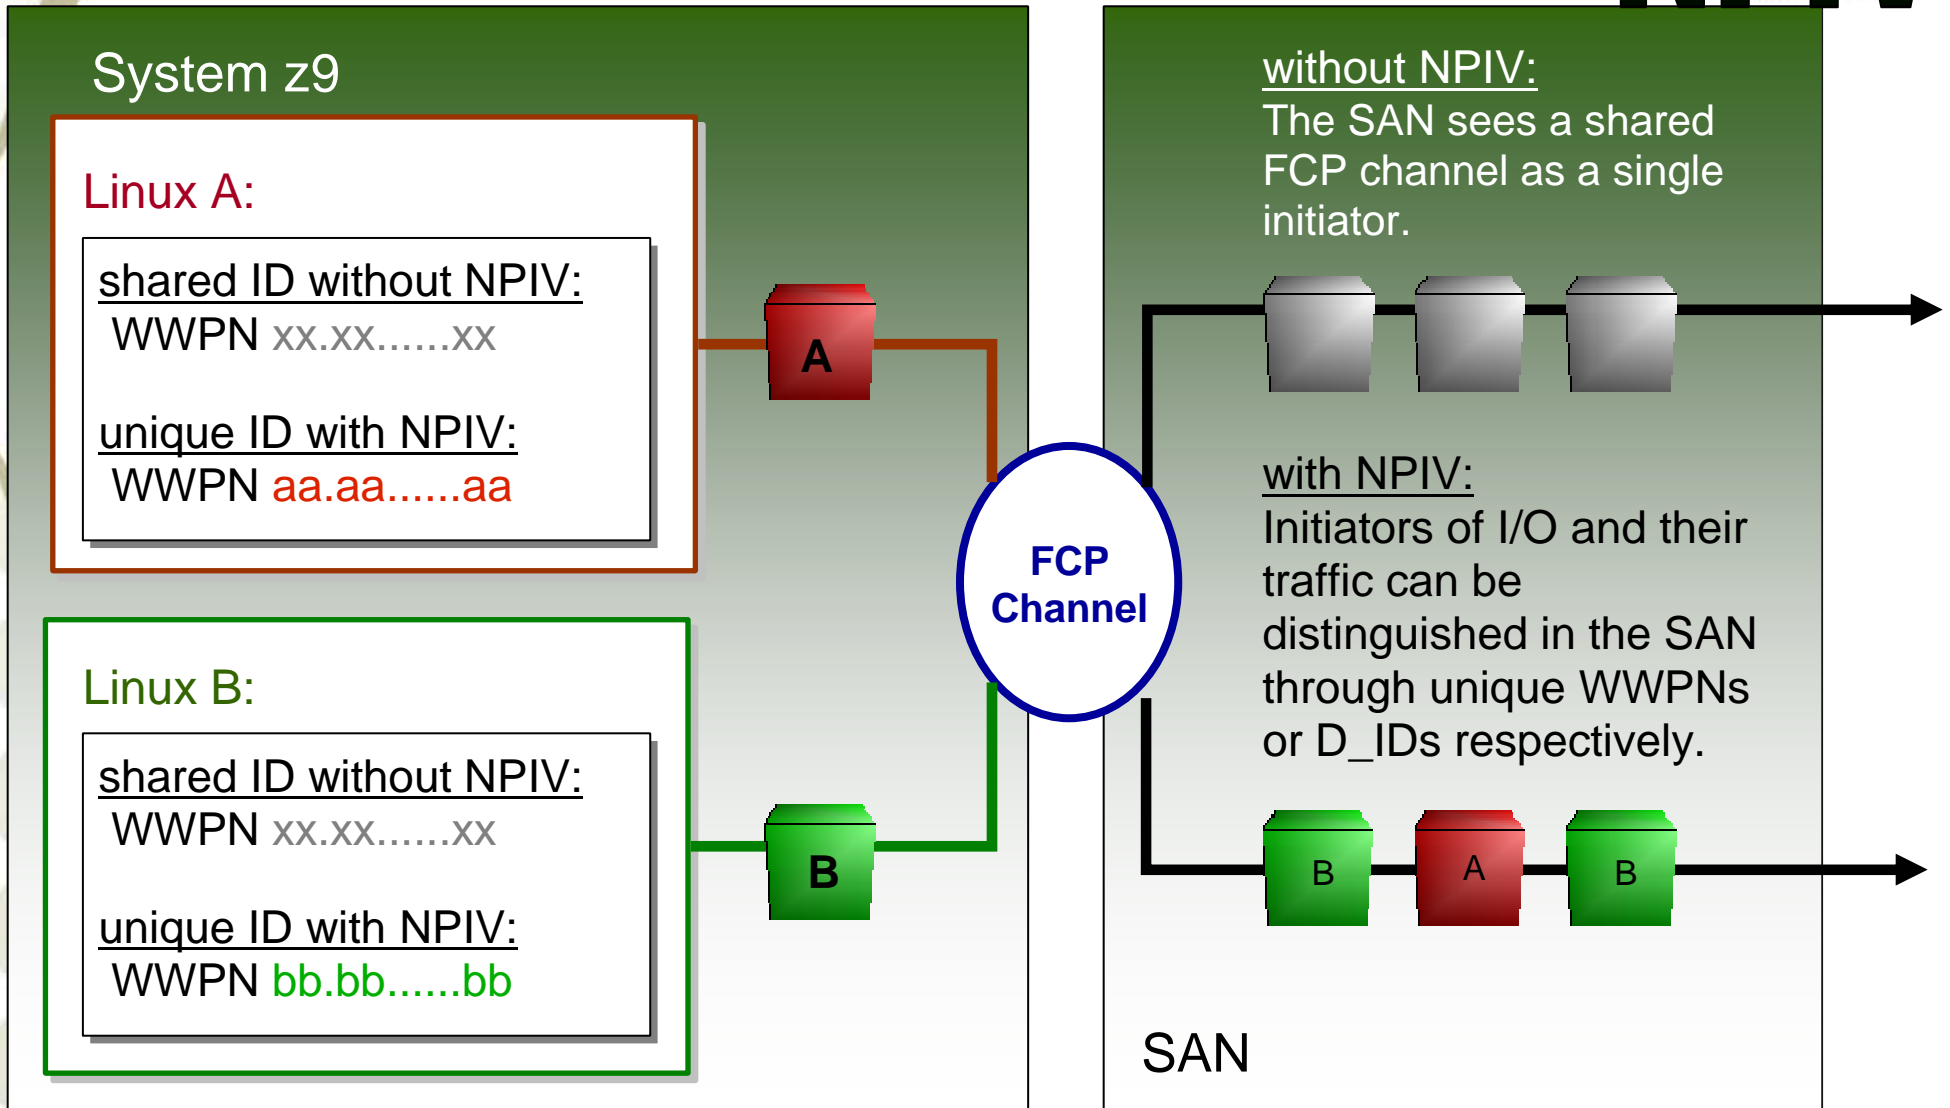 System z9
Linux A:
shared ID without NPIV:
WWPN xx.xx......xx
unique ID with NPIV:
WWPN aa.aa......aa
A
Linux B:
shared ID without NPIV:
WWPN xx.xx......xx
unique ID with NPIV:
WWPN bb.bb......bb
B
FCP
Channel
without NPIV:
The SAN sees a shared
FCP channel as a single
initiator.
with NPIV:
Initiators of I/O and their
traffic can be
distinguished in the SAN
through unique WWPNs
or D_IDs respectively.
B
A
B
SAN